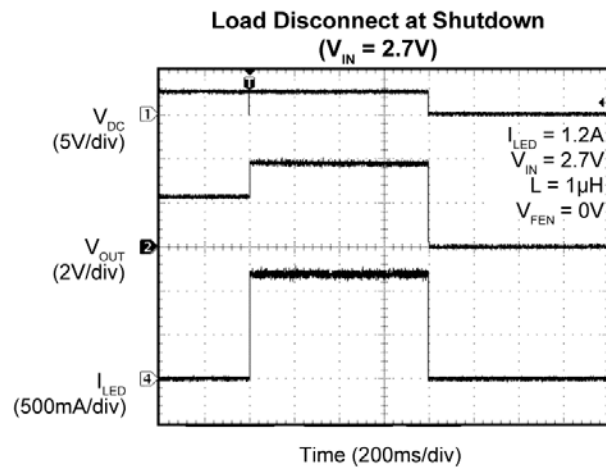 Load Disconnect at Shutdown
(VIN = 2.7V)
T
1
VDC
(5V/div)
ILED = 1.2A
VIN = 2.7V
L = 1µH
VFEN = 0V
2
VOUT
(2V/div)
4
ILED
(500mA/div)
Time (200ms/div)